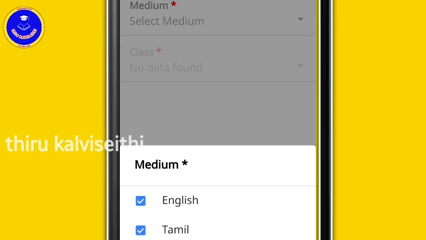 Medium *
Select Medium
Class *
No data found
thiru kalviseithi
Medium *
English
Tamil